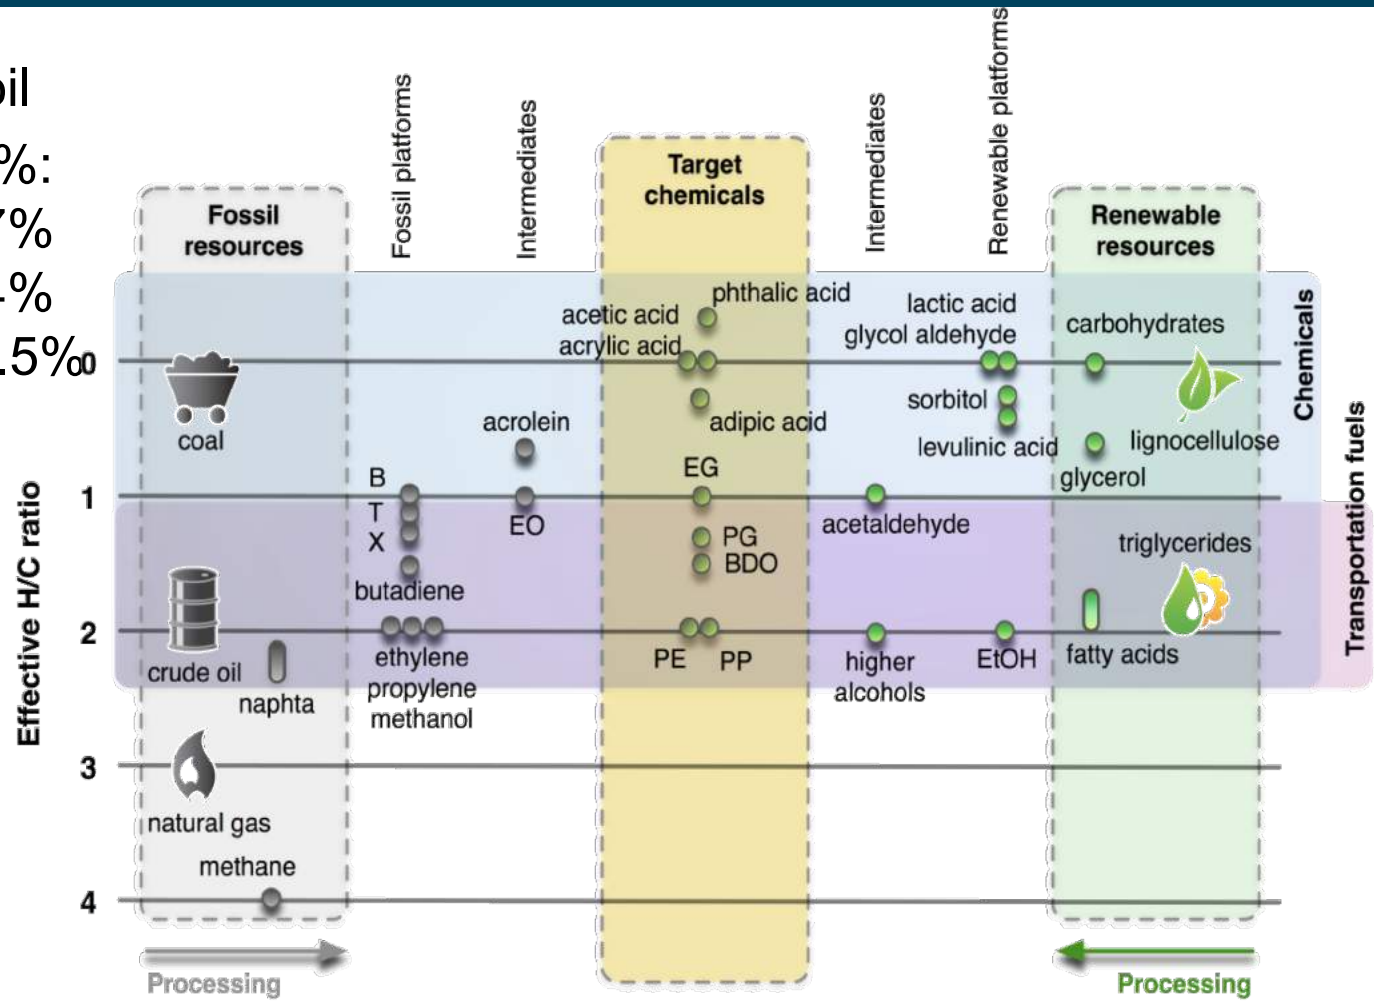 oil
%:
7%
4%
.5%
Fossil platforms
Intermediates
Target
chemicals
Intermediates
Renewable platforms
Fossil
resources
Renewable
resources
phthalic acid
acetic acid
acrylic acid
lactic acid
glycol aldehyde
carbohydrates
Chemicals
0
coal
acrolein
adipic acid
sorbitol
levulinic acid
lignocellulose
glycerol
Effective H/C ratio
1
B
T
X
EO
EG
PG
BDO
acetaldehyde
triglycerides
Transportation fuels
butadiene
2
crude oil
naphta
ethylene
propylene
methanol
PE
PP
higher
alcohols
EtOH
fatty acids
3
natural gas
methane
4
Processing
Processing